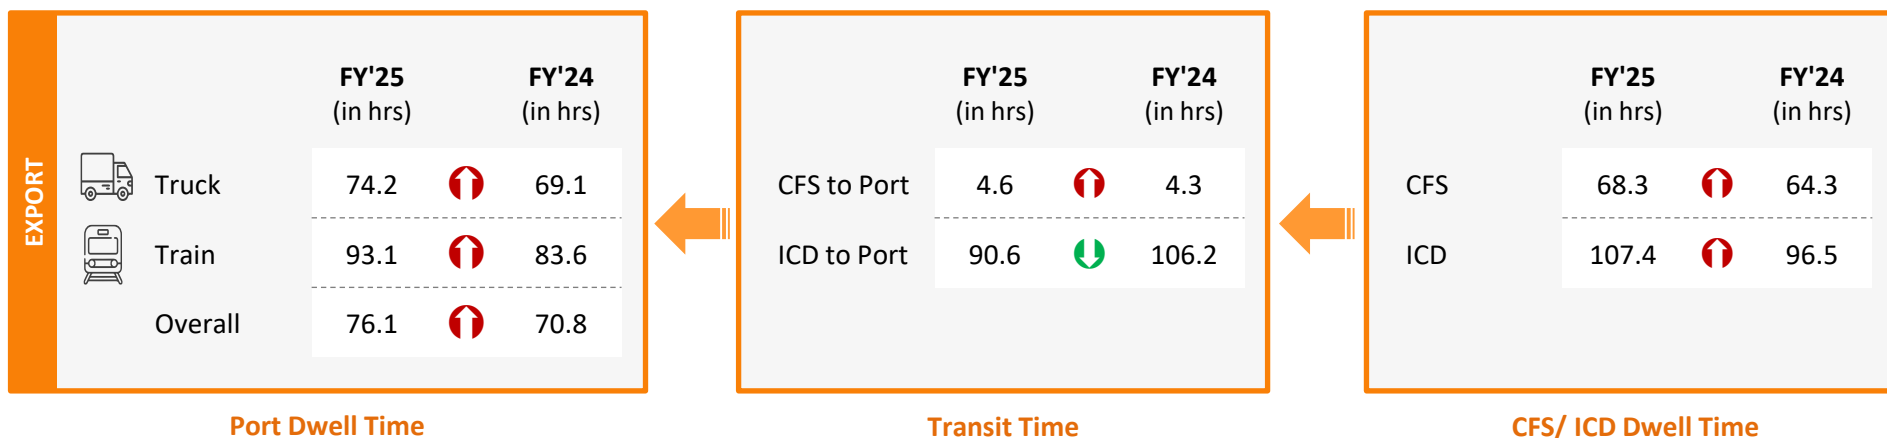 EXPORT
FY'25 FY'24
(in hrs) (in hrs)
Truck 74.2 69.1
Train 93.1 83.6
Overall 76.1 70.8
Port Dwell Time
FY'25 FY'24
(in hrs) (in hrs)
CFS to Port 4.6 4.3
ICD to Port 90.6 106.2
Transit Time
FY'25 FY'24
(in hrs) (in hrs)
CFS 68.3 64.3
ICD 107.4 96.5
CFS/ ICD Dwell Time